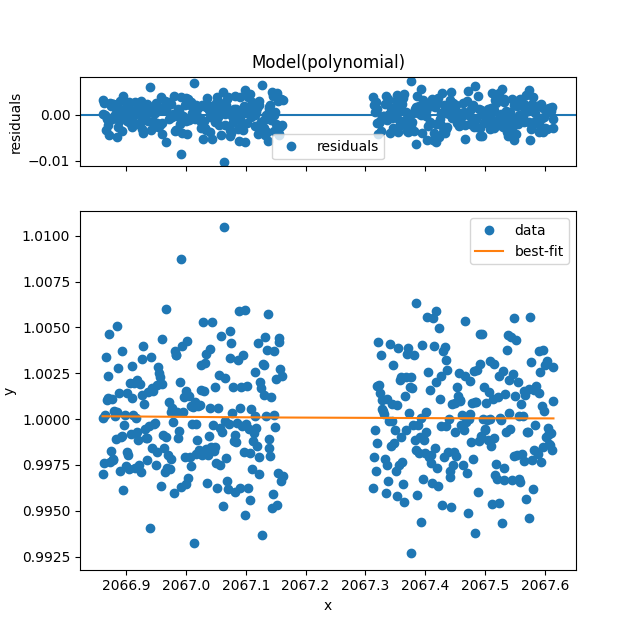 Model(polynomial)
residuals
0.00
−0.01
residuals
y
1.0100
1.0075
1.0050
1.0025
1.0000
0.9975
0.9950
0.9925
data
best-fit
2066.9 2067.0 2067.1 2067.2 2067.3 2067.4 2067.5 2067.6
x